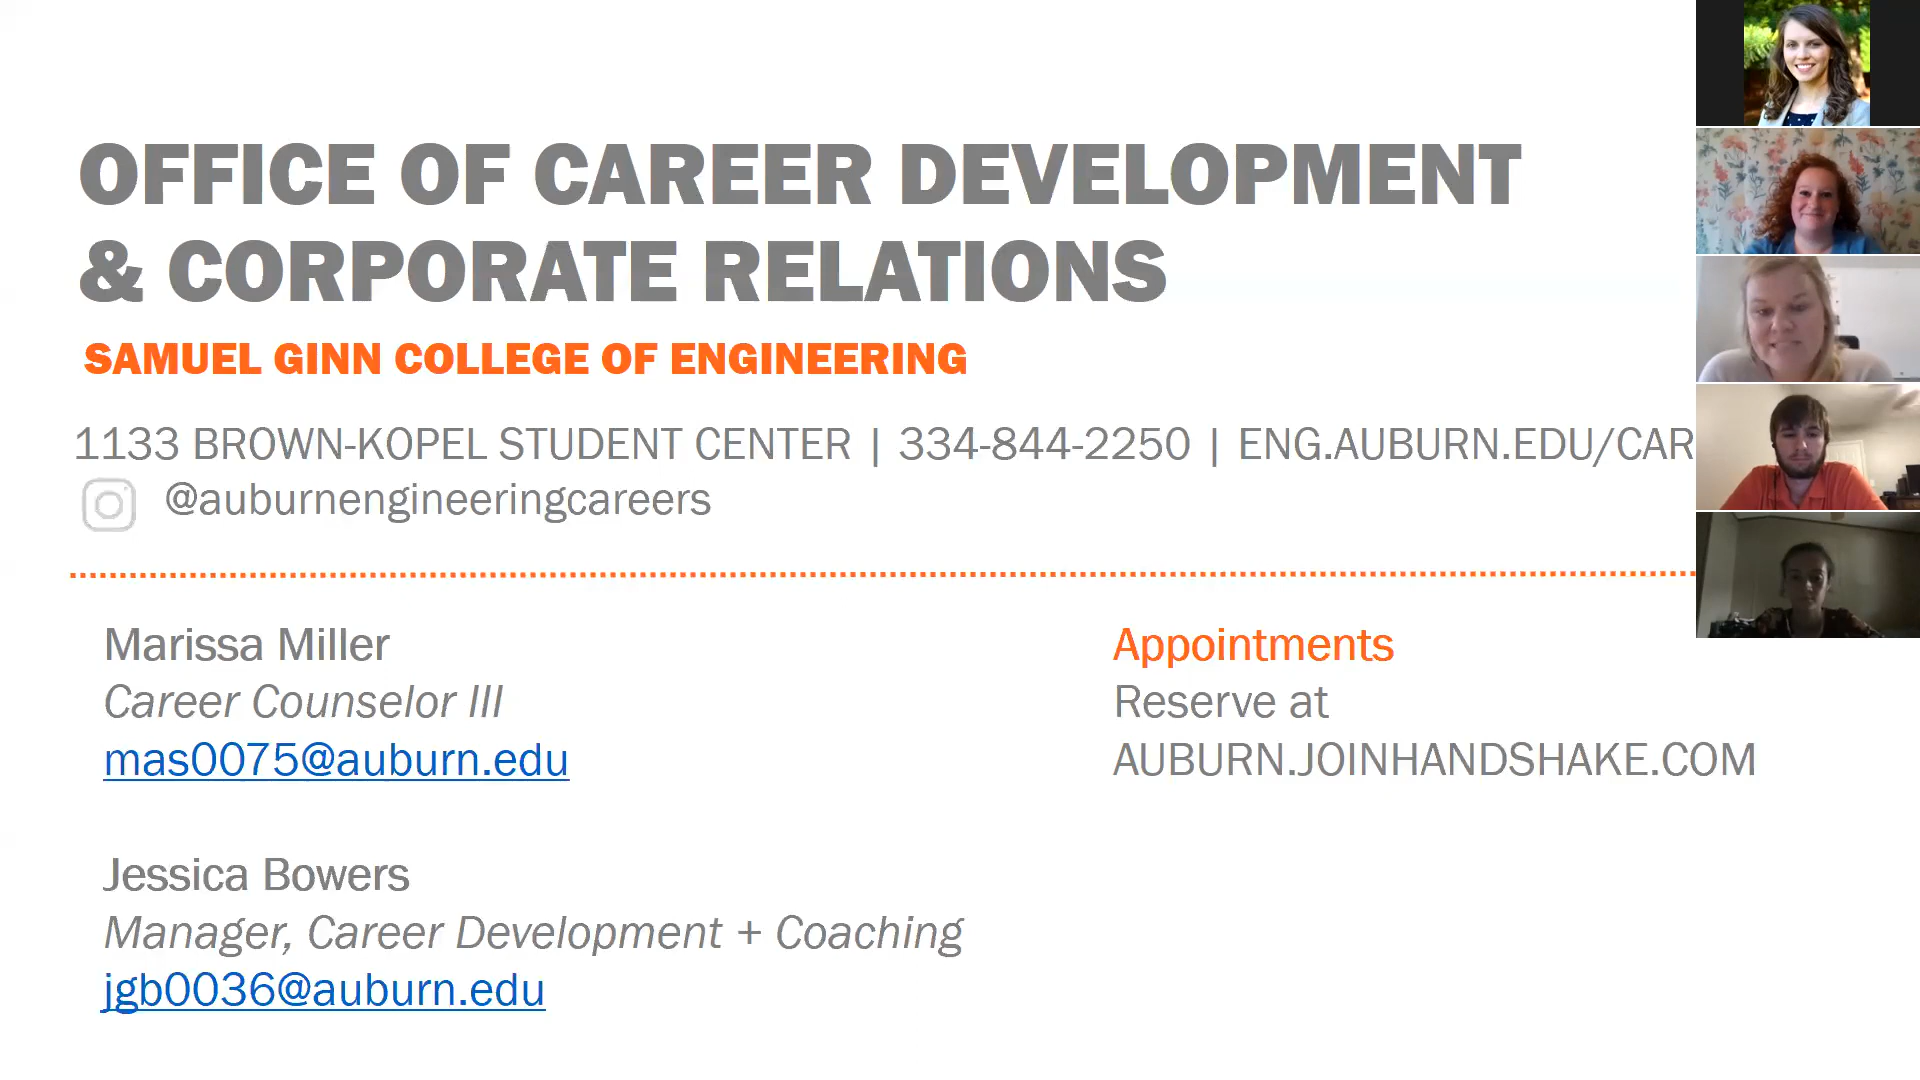 OFFICE OF CAREER DEVELOPMENT
& CORPORATE RELATIONS
SAMUEL GINN COLLEGE OF ENGINEERING
1133 BROWN-KOPEL STUDENT CENTER | 334-844-2250 | ENG.AUBURN.EDU/CAR
@auburnengineeringcareers
Marissa Miller
Career Counselor III
mas0075@auburn.edu
Jessica Bowers
Manager, Career Development + Coaching
jgb0036@auburn.edu
Appointments
Reserve at
AUBURN.JOINHANDSHAKE.COM